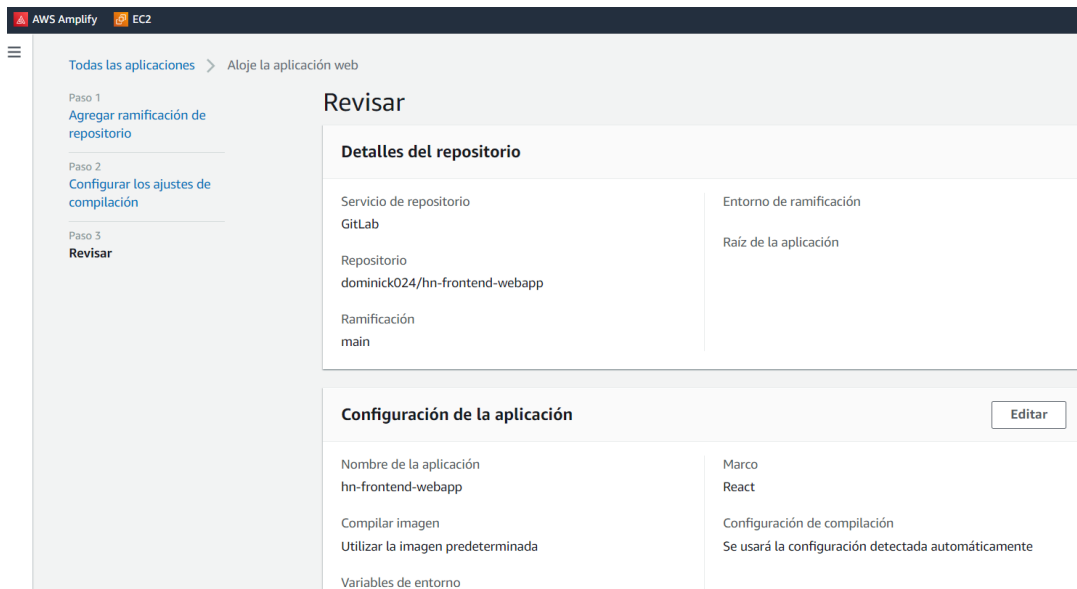 AWS Amplify EC2
Todas las aplicaciones > Aloje la aplicación web
Paso 1
Agregar ramificación de
repositorio
Paso 2
Configurar los ajustes de
compilación
Paso 3
Revisar
Revisar
Detalles del repositorio
Servicio de repositorio
GitLab
Repositorio
dominick024/hn-frontend-webapp
Ramificación
main
Entorno de ramificación
Raíz de la aplicación
Configuración de la aplicación
Editar
Nombre de la aplicación
hn-frontend-webapp
Compilar imagen
Utilizar la imagen predeterminada
Variables de entorno
Marco
React
Configuración de compilación
Se usará la configuración detectada automáticamente